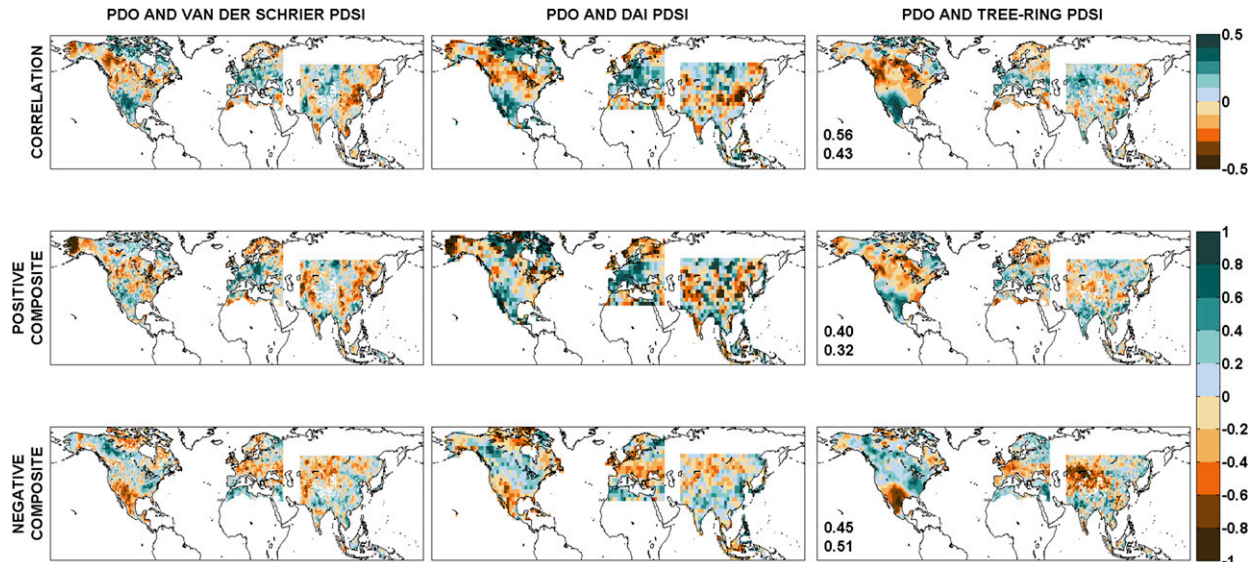 PDO AND VAN DER SCHRIER PDSI
PDO AND DAI PDSI
PDO AND TREE-RING PDSI
CORRELATION
0.56
0.43
0.5
0
-0.5
POSITIVE
COMPOSITE
0.40
0.32
NEGATIVE
COMPOSITE
0.45
0.51
1
0.8
0.6
0.4
0.2
0
-0.2
-0.4
-0.6
-0.8
-1